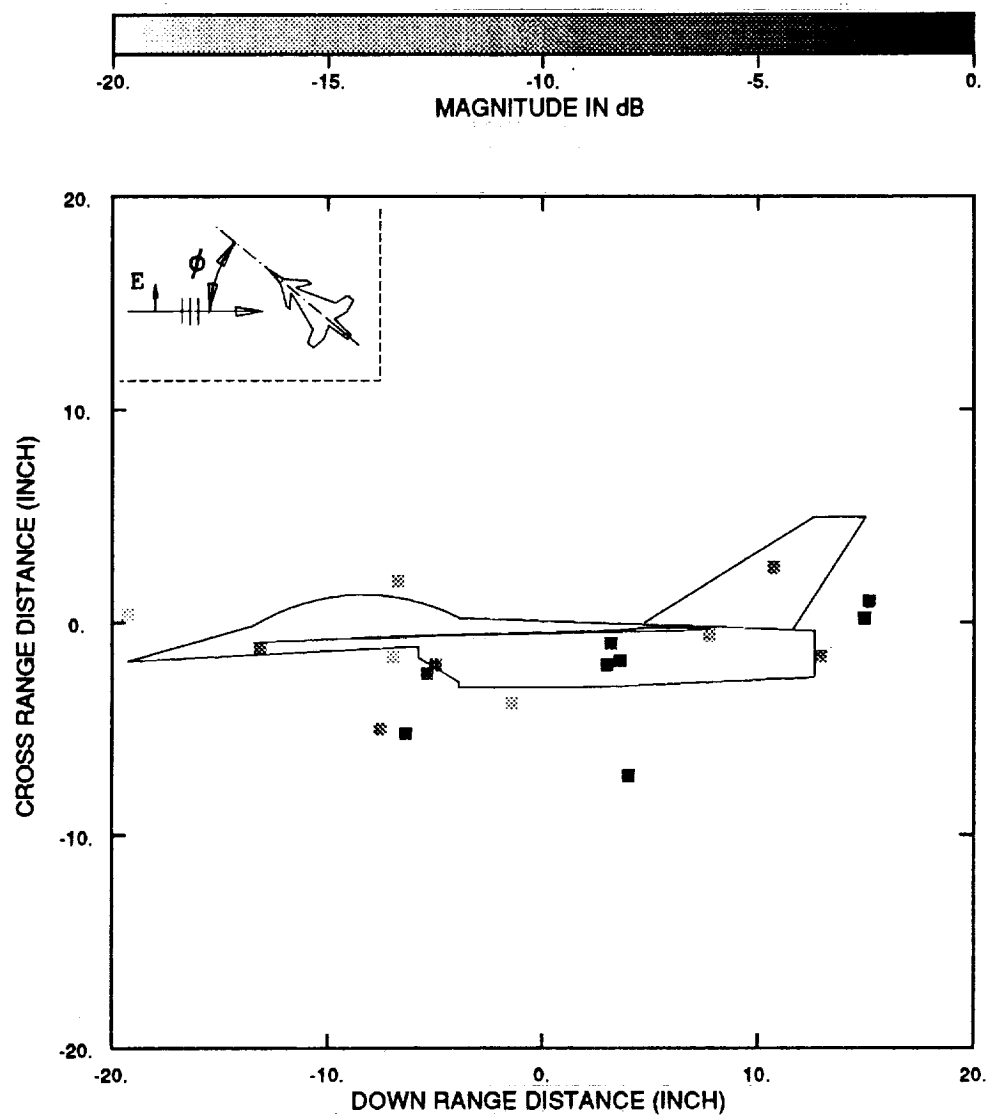 -20. -15. -10. -5. 0.
MAGNITUDE IN dB
20.
ϕ
E
10.
CROSS RANGE DISTANCE (INCH)
0.
-10.
-20.
-20. -10. 0. 10. 20.
DOWN RANGE DISTANCE (INCH)